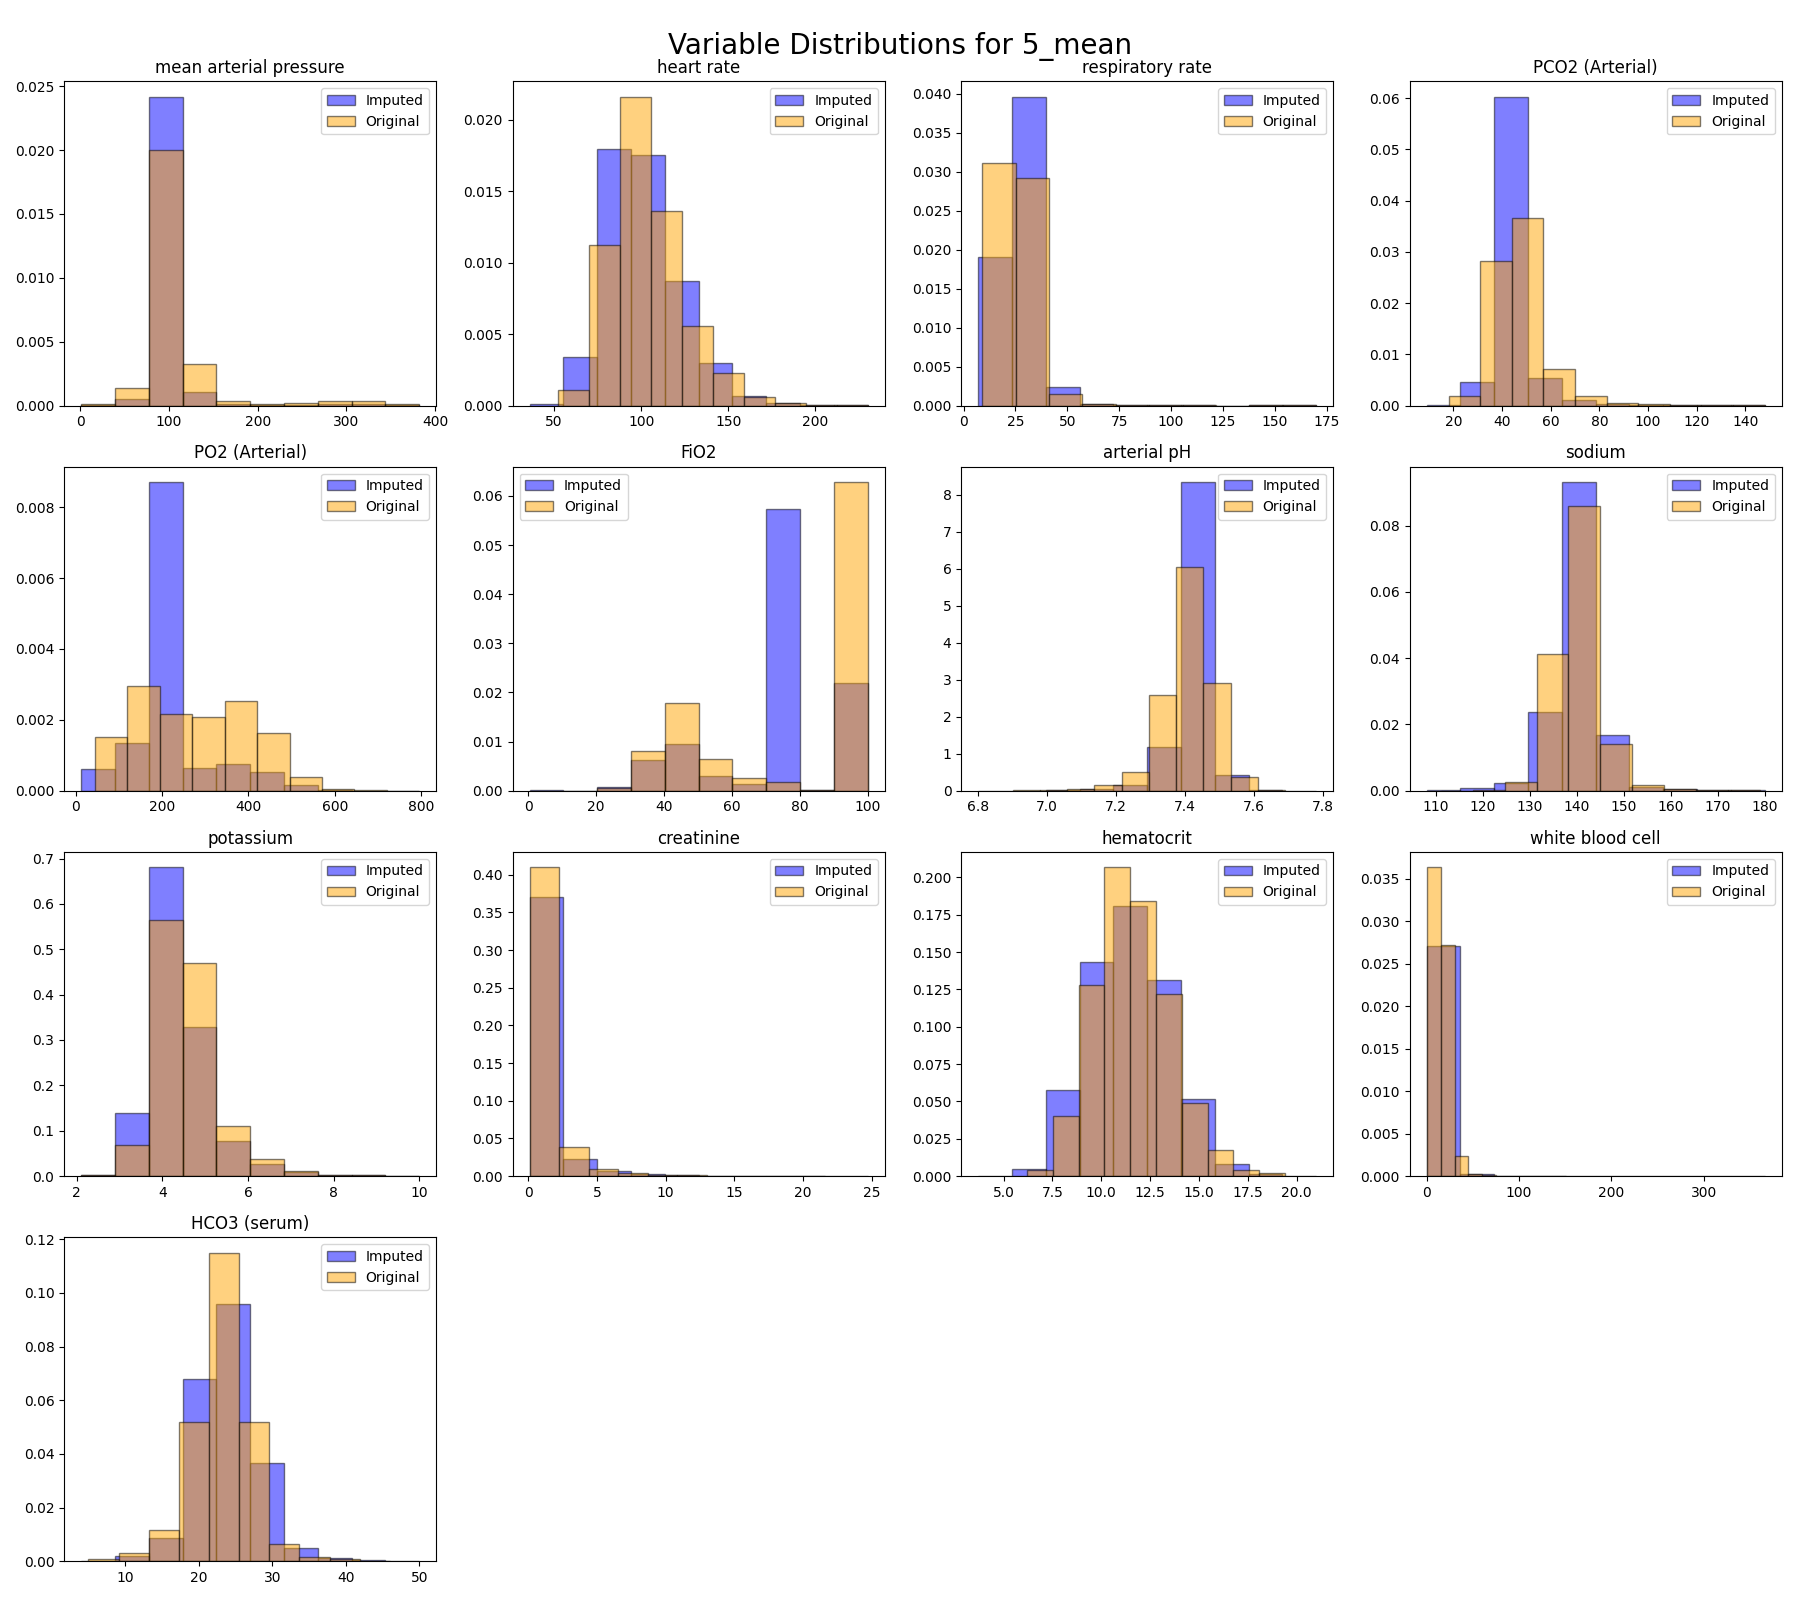 Variable Distributions for 5_mean
mean arterial pressure
heart rate
respiratory rate
PCO2 (Arterial)
0.025
0.020
0.015
0.010
0.005
0.000
0 100 200 300 400
Imputed
Original
0.020
0.015
0.010
0.005
0.000
50 100 150 200
Imputed
Original
0.040
0.035
0.030
0.025
0.020
0.015
0.010
0.005
0.000
0 25 50 75 100 125 150 175
Imputed
Original
0.06
0.05
0.04
0.03
0.02
0.01
0.00
20 40 60 80 100 120 140
Imputed
Original
PO2 (Arterial)
FiO2
arterial pH
sodium
0.008
0.006
0.004
0.002
0.000
0 200 400 600 800
Imputed
Original
0.06
0.05
0.04
0.03
0.02
0.01
0.00
0 20 40 60 80 100
Imputed
Original
8
7
6
5
4
3
2
1
0
6.8 7.0 7.2 7.4 7.6 7.8
Imputed
Original
0.08
0.06
0.04
0.02
0.00
110 120 130 140 150 160 170 180
Imputed
Original
potassium
creatinine
hematocrit
white blood cell
0.7
0.6
0.5
0.4
0.3
0.2
0.1
0.0
2 4 6 8 10
Imputed
Original
0.40
0.35
0.30
0.25
0.20
0.15
0.10
0.05
0.00
0 5 10 15 20 25
Imputed
Original
0.200
0.175
0.150
0.125
0.100
0.075
0.050
0.025
0.000
5.0 7.5 10.0 12.5 15.0 17.5 20.0
Imputed
Original
0.035
0.030
0.025
0.020
0.015
0.010
0.005
0.000
0 100 200 300
Imputed
Original
HCO3 (serum)
0.12
0.10
0.08
0.06
0.04
0.02
0.00
10 20 30 40 50
Imputed
Original